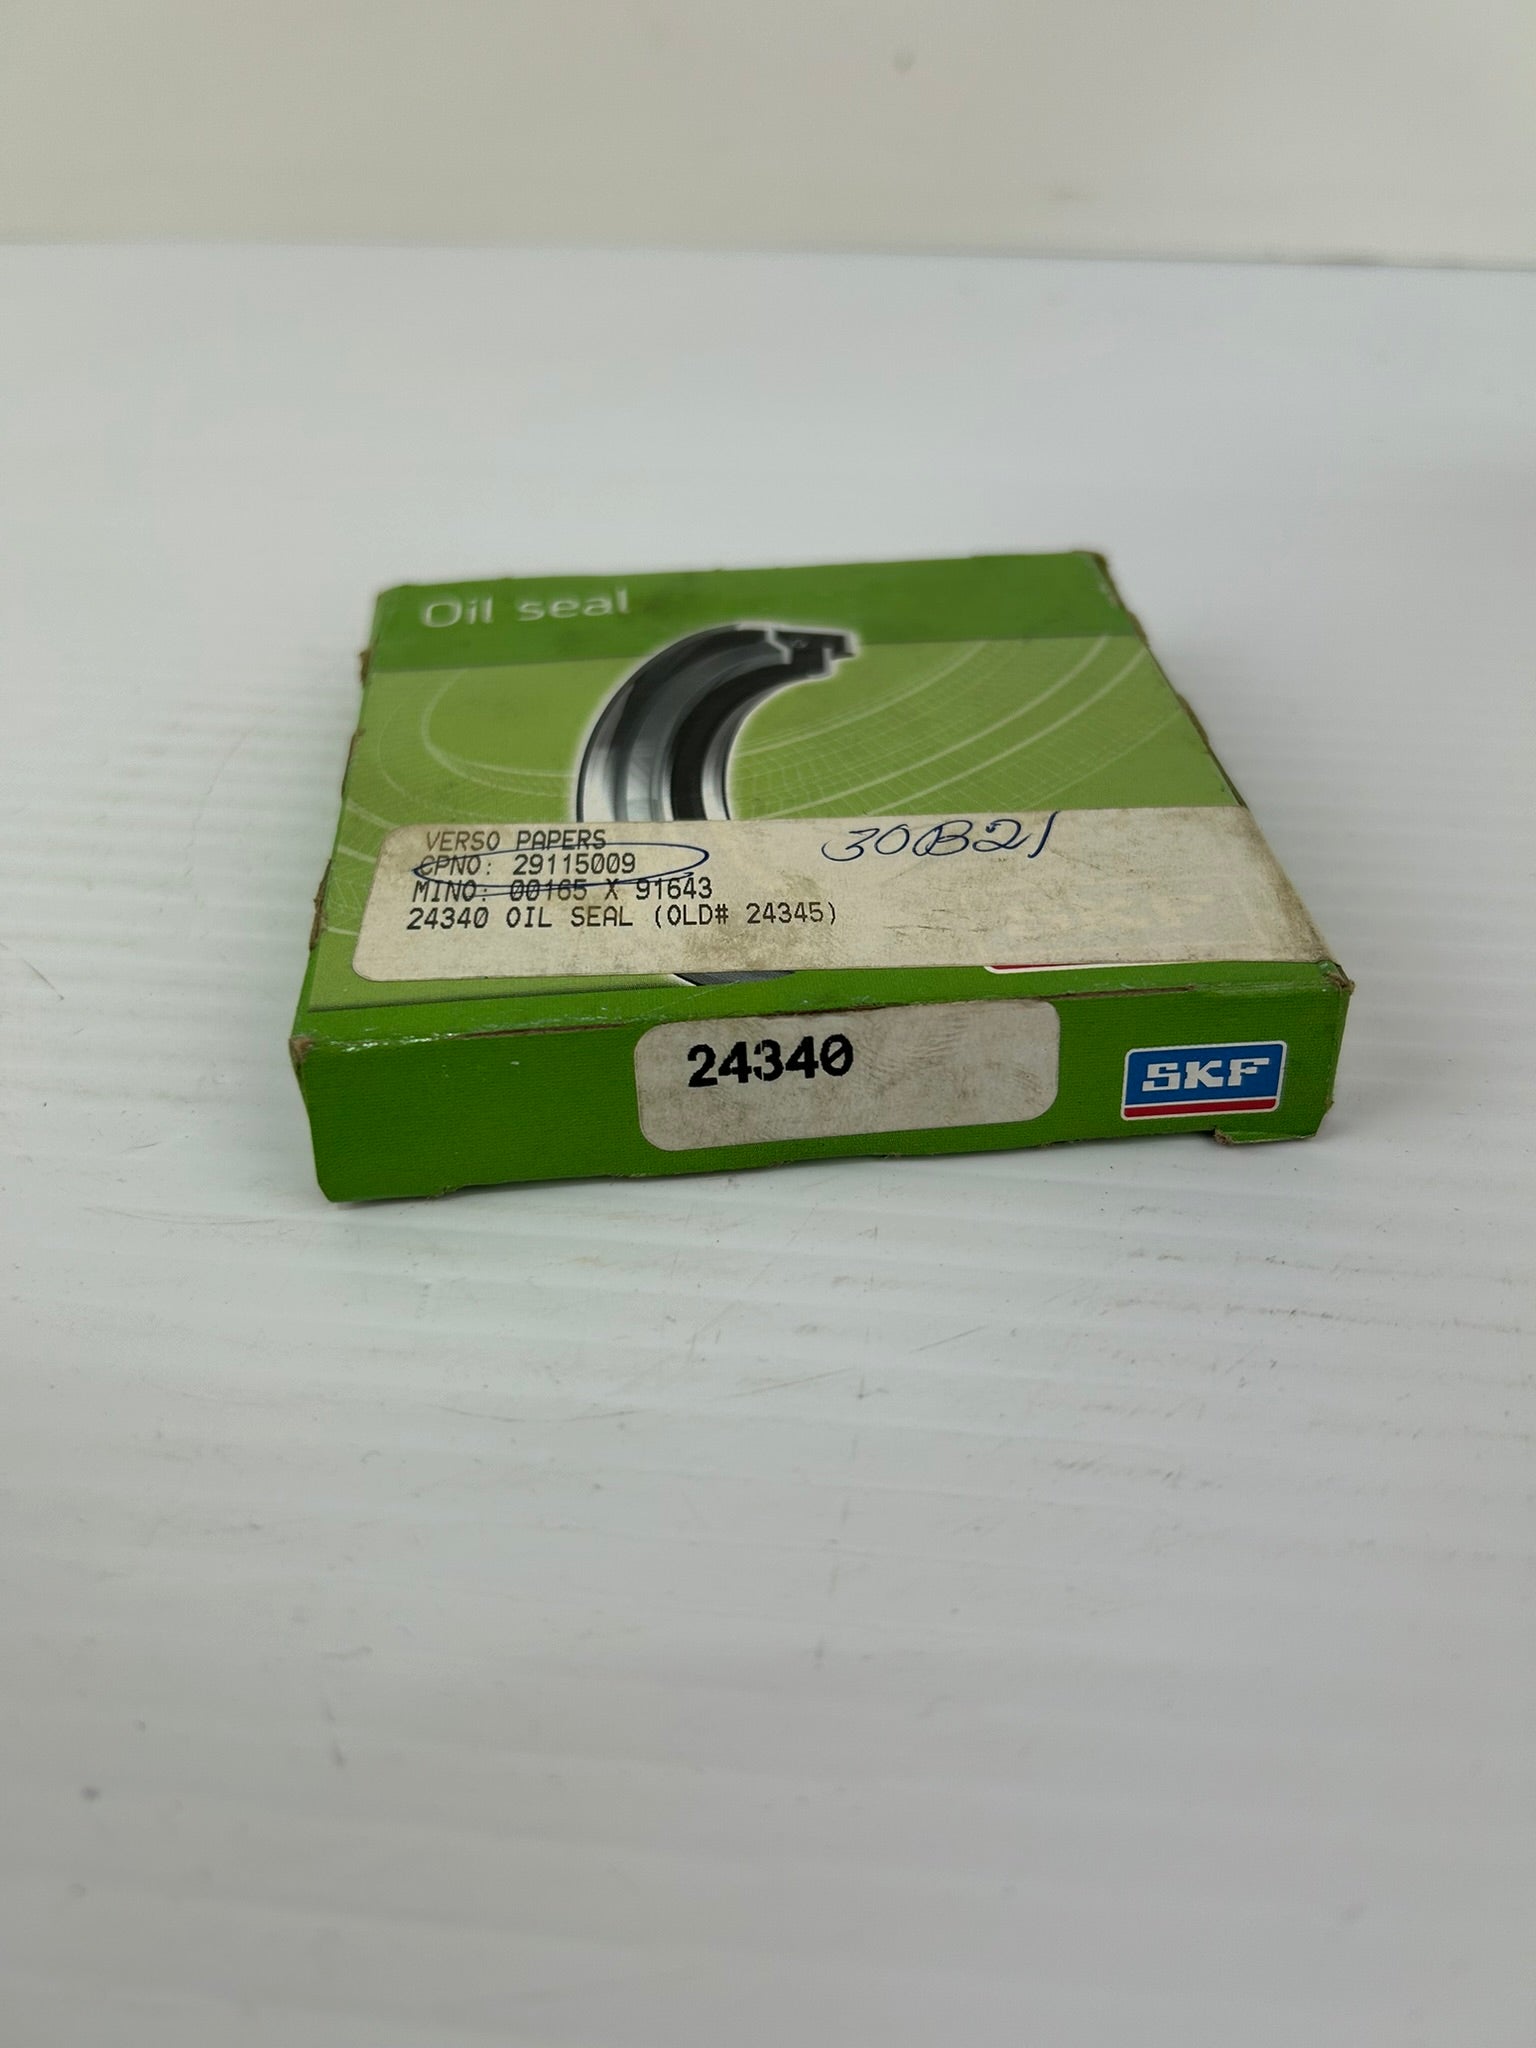 Oil seal
VERSO PAPERS
30B21
CPNO: 29115009
MINO: 00165 X 91643
24340 OIL SEAL (OLD# 24345)
24340
SKF